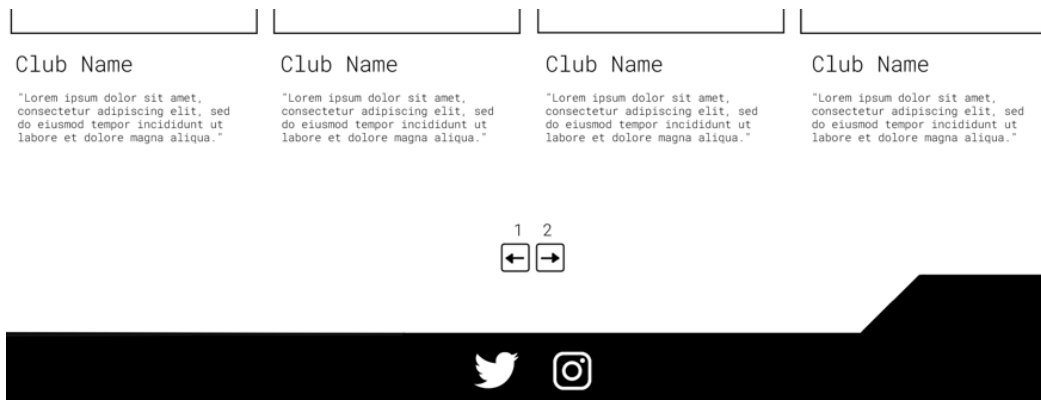 Club Name
"Lorem ipsum dolor sit amet,
consectetur adipiscing elit, sed
do eiusmod tempor incididunt ut
labore et dolore magna aliqua."
Club Name
"Lorem ipsum dolor sit amet,
consectetur adipiscing elit, sed
do eiusmod tempor incididunt ut
labore et dolore magna aliqua."
Club Name
"Lorem ipsum dolor sit amet,
consectetur adipiscing elit, sed
do eiusmod tempor incididunt ut
labore et dolore magna aliqua."
Club Name
"Lorem ipsum dolor sit amet,
consectetur adipiscing elit, sed
do eiusmod tempor incididunt ut
labore et dolore magna aliqua."
1 2